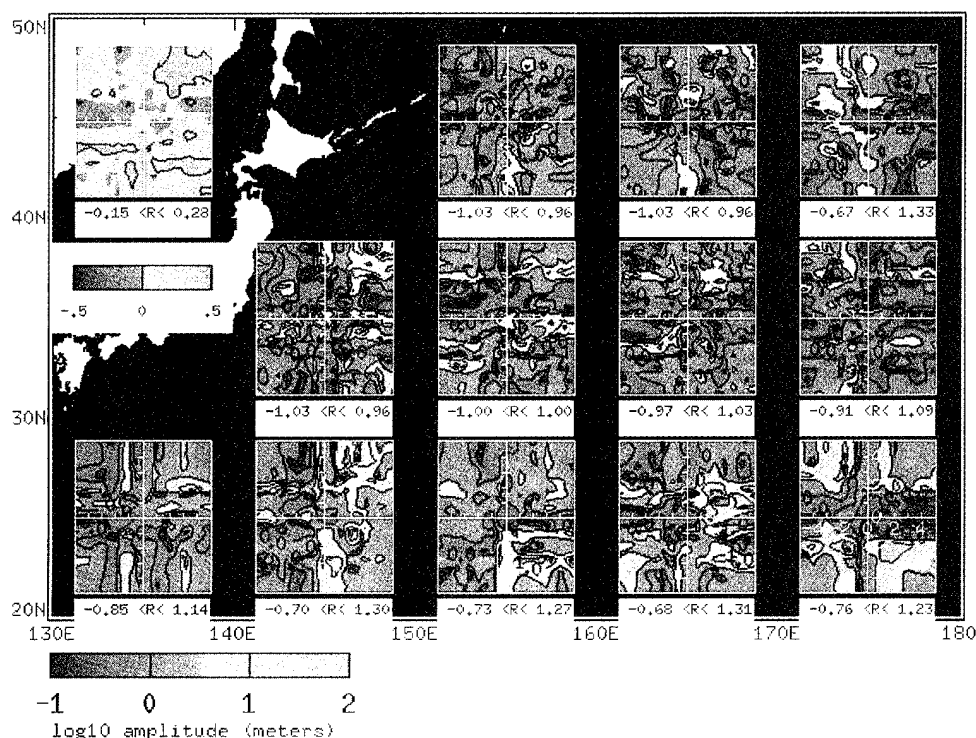 50N
-0.15 <R< 0.28
-1.03 <R< 0.96
-1.03 <R< 0.96
-0.67 <R< 1.33
40N
-.5 0 .5
-1.03 <R< 0.96
-1.00 <R< 1.00
-0.97 <R< 1.03
-0.91 <R< 1.09
30N
-0.85 <R< 1.14
-0.70 <R< 1.30
-0.73 <R< 1.27
-0.68 <R< 1.31
-0.76 <R< 1.23
20N
130E 140E 150E 160E 170E 180
-1 0 1 2
log10 amplitude (meters)